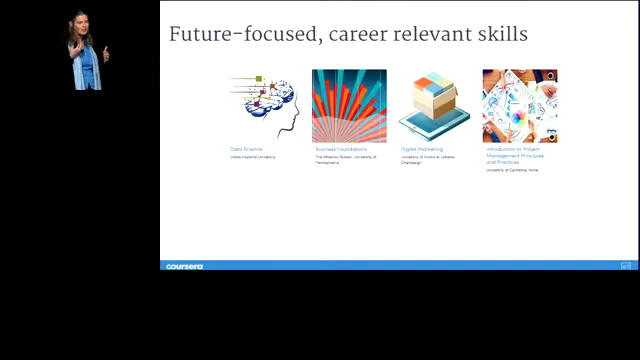 Future-focused, career relevant skills
Data Science
Johns Hopkins University
Business Foundations
The Wharton School, University of
Pennsylvania
Digital Marketing
University of Illinois at Urbana-
Champaign
Introduction to Project
Management Principles
and Practices
University of California, Irvine
coursera